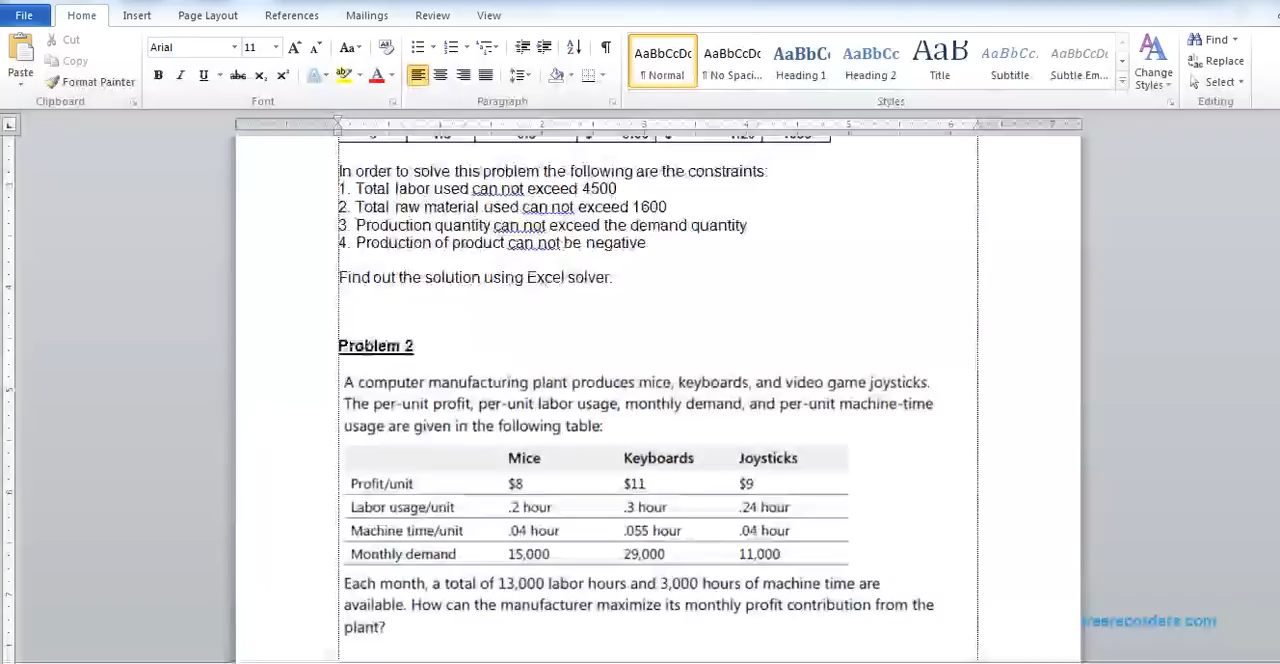 File Home Insert Page Layout References Mailings Review View
Cut
Copy
Paste
Format Painter
Clipboard
Arial 11
Font
Paragraph
AaBbCcDc AaBbCcDc AaBbC AaBbCc AaB AaBbCc. AaBbCcDc
¶ Normal ¶ No Spaci... Heading 1 Heading 2 Title Subtitle Subtle Em...
Styles
Change
Styles
Find
Replace
Select
Editing
In order to solve this problem the following are the constraints:
1. Total labor used can not exceed 4500
2. Total raw material used can not exceed 1600
3. Production quantity can not exceed the demand quantity
4. Production of product can not be negative
Find out the solution using Excel solver.
Problem 2
A computer manufacturing plant produces mice, keyboards, and video game joysticks.
The per-unit profit, per-unit labor usage, monthly demand, and per-unit machine-time
usage are given in the following table:
Mice Keyboards Joysticks
Profit/unit $8 $11 $9
Labor usage/unit .2 hour .3 hour .24 hour
Machine time/unit .04 hour .055 hour .04 hour
Monthly demand 15,000 29,000 11,000
Each month, a total of 13,000 labor hours and 3,000 hours of machine time are
available. How can the manufacturer maximize its monthly profit contribution from the
plant?